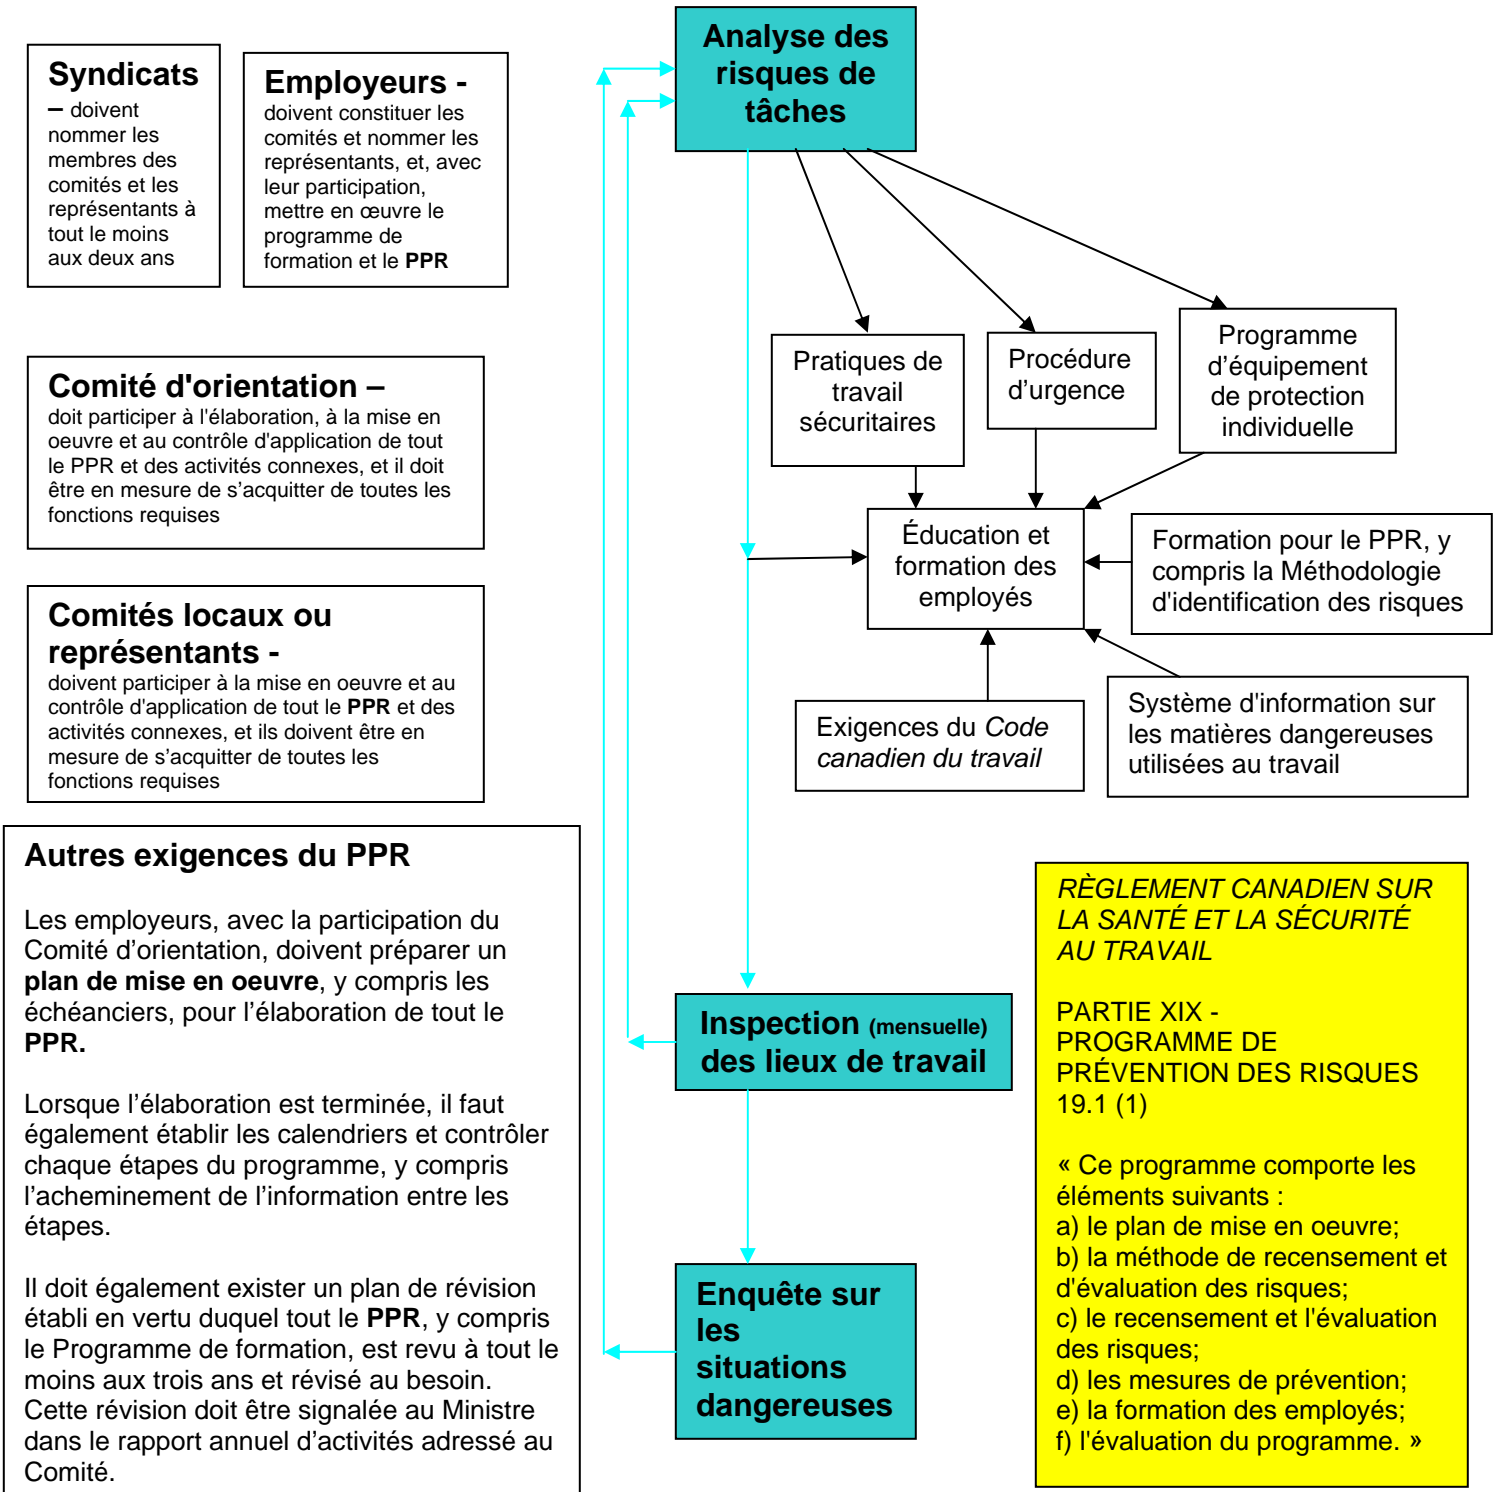 Syndicats
– doivent
nommer les
membres des
comités et les
représentants à
tout le moins
aux deux ans
Employeurs -
doivent constituer les
comités et nommer les
représentants, et, avec
leur participation,
mettre en œuvre le
programme de
formation et le PPR
Analyse des
risques de
tâches
Comité d'orientation –
doit participer à l'élaboration, à la mise en
oeuvre et au contrôle d'application de tout
le PPR et des activités connexes, et il doit
être en mesure de s’acquitter de toutes les
fonctions requises
Pratiques de
travail
sécuritaires
Procédure
d’urgence
Programme
d’équipement
de protection
individuelle
Éducation et
formation des
employés
Formation pour le PPR, y
compris la Méthodologie
d'identification des risques
Comités locaux ou
représentants -
doivent participer à la mise en oeuvre et au
contrôle d'application de tout le PPR et des
activités connexes, et ils doivent être en
mesure de s’acquitter de toutes les
fonctions requises
Exigences du Code
canadien du travail
Système d'information sur
les matières dangereuses
utilisées au travail
Autres exigences du PPR
Les employeurs, avec la participation du
Comité d’orientation, doivent préparer un
plan de mise en oeuvre, y compris les
échéanciers, pour l’élaboration de tout le
PPR.
Lorsque l’élaboration est terminée, il faut
également établir les calendriers et contrôler
chaque étapes du programme, y compris
l’acheminement de l’information entre les
étapes.
Il doit également exister un plan de révision
établi en vertu duquel tout le PPR, y compris
le Programme de formation, est revu à tout le
moins aux trois ans et révisé au besoin.
Cette révision doit être signalée au Ministre
dans le rapport annuel d’activités adressé au
Comité.
Inspection (mensuelle)
des lieux de travail
Enquête sur
les
situations
dangereuses
RÈGLEMENT CANADIEN SUR
LA SANTÉ ET LA SÉCURITÉ
AU TRAVAIL
PARTIE XIX -
PROGRAMME DE
PRÉVENTION DES RISQUES
19.1 (1)
« Ce programme comporte les
éléments suivants :
a) le plan de mise en oeuvre;
b) la méthode de recensement et
d'évaluation des risques;
c) le recensement et l'évaluation
des risques;
d) les mesures de prévention;
e) la formation des employés;
f) l'évaluation du programme. »